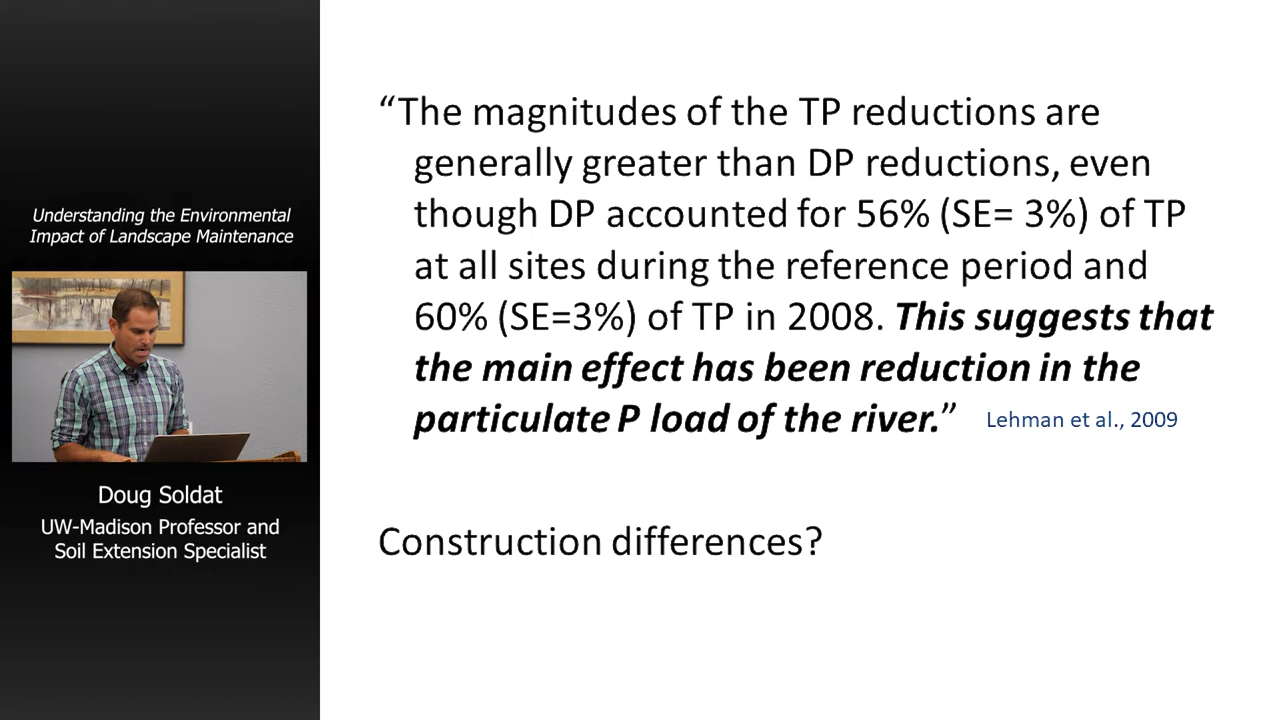 Understanding the Environmental
Impact of Landscape Maintenance
Doug Soldat
UW-Madison Professor and
Soil Extension Specialist
“The magnitudes of the TP reductions are
generally greater than DP reductions, even
though DP accounted for 56% (SE= 3%) of TP
at all sites during the reference period and
60% (SE=3%) of TP in 2008. This suggests that
the main effect has been reduction in the
particulate P load of the river.” Lehman et al., 2009
Construction differences?